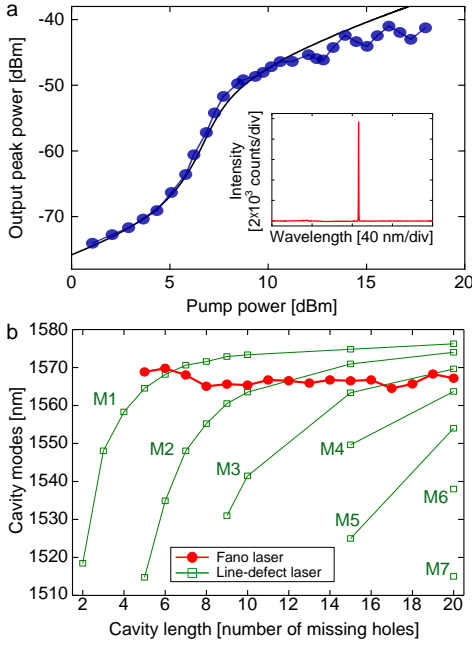 a
-40
-50
-60
-70
Output peak power [dBm]
Intensity
[2x10³ counts/div]
Wavelength [40 nm/div]
0 5 10 15 20
Pump power [dBm]
b
1580
1570
1560
1550
1540
1530
1520
1510
Cavity modes [nm]
M1
M2
M3
M4
M5
M6
M7
Fano laser
Line-defect laser
2 4 6 8 10 12 14 16 18 20
Cavity length [number of missing holes]